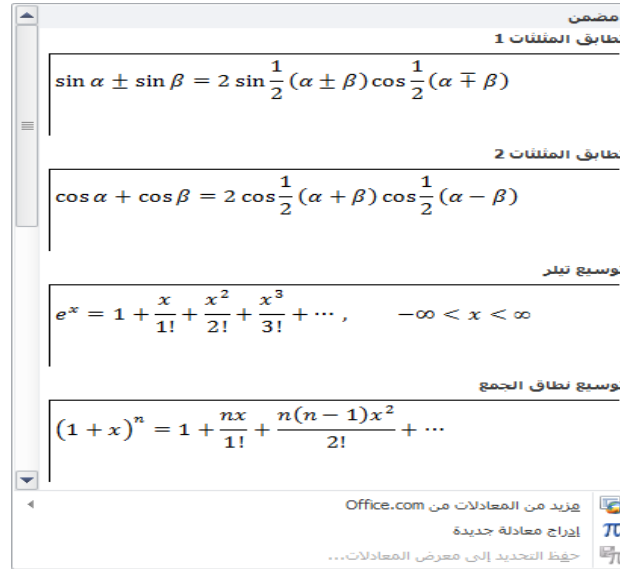 مضمن
تطابق المثلثات 1
sin α ± sin β = 2 sin 1/2 (α ± β) cos 1/2 (α ∓ β)
تطابق المثلثات 2
cos α + cos β = 2 cos 1/2 (α + β) cos 1/2 (α − β)
توسيع تيلر
e^x = 1 + x/1! + x^2/2! + x^3/3! + ⋯ , −∞ < x < ∞
توسيع نطاق الجمع
(1 + x)^n = 1 + nx/1! + n(n − 1)x^2/2! + ⋯
مزيد من المعادلات من Office.com
إدراج معادلة جديدة
حفظ التحديد إلى معرض المعادلات...